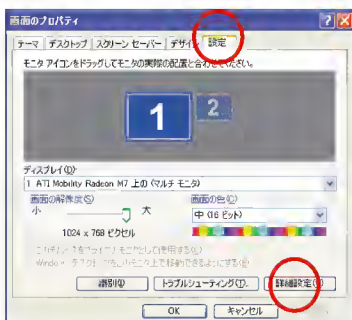 画面のプロパティ
テーマ デスクトップ スクリーン セーバー デザイン 設定
モニタ アイコンをドラッグしてモニタの実際の配置と合わせてください。
1 2
ディスプレイ(D):
1 ATI Mobility Radeon M7 上の (マルチ モニタ)
画面の解像度(S) 画面の色(C)
小 大 中 (16 ビット)
1024 x 768 ピクセル
識別(I) トラブルシューティング(T)... 詳細設定(V)
OK キャンセル